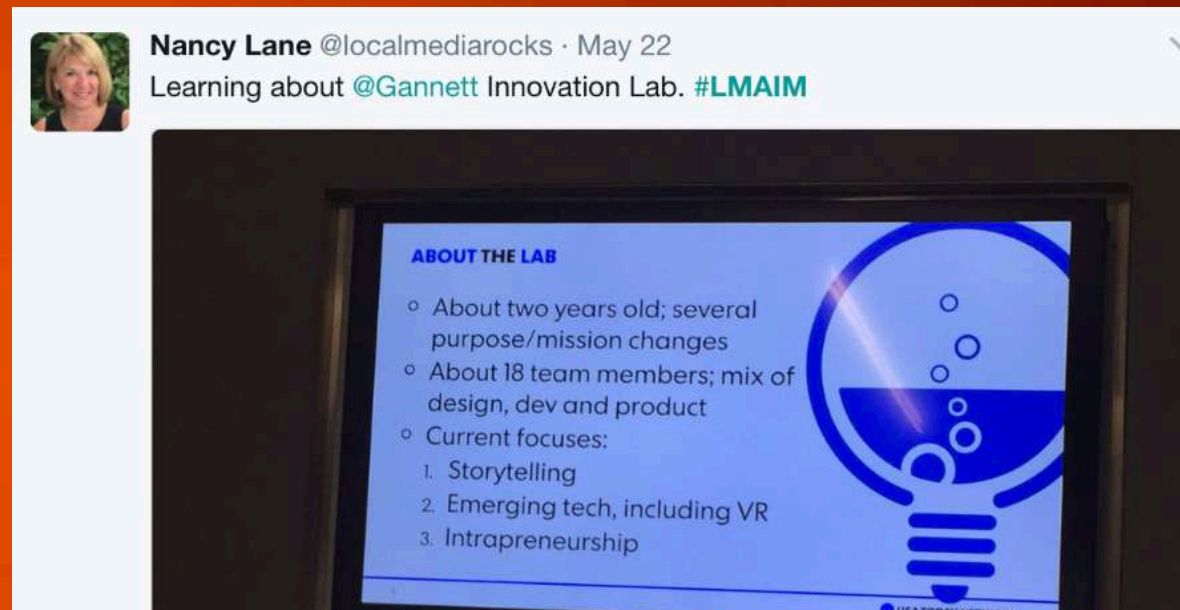 Nancy Lane @localmediarocks · May 22
Learning about @Gannett Innovation Lab. #LMAIM
ABOUT THE LAB
○ About two years old; several
purpose/mission changes
○ About 18 team members; mix of
design, dev and product
○ Current focuses:
1. Storytelling
2. Emerging tech, including VR
3. Intrapreneurship